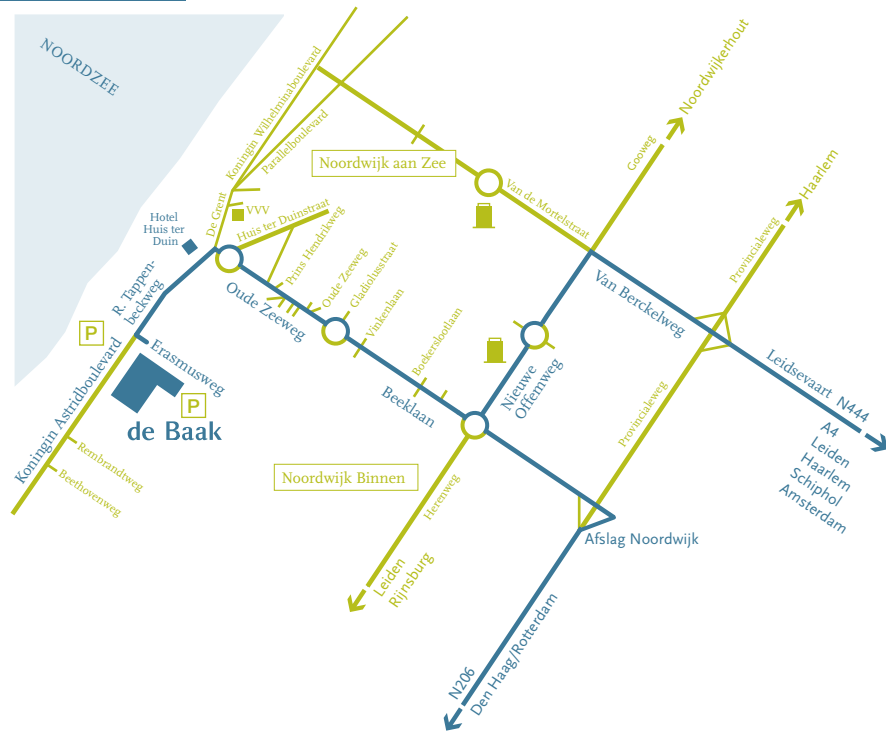 NOORDZEE
Koningin Wilhelminaboulevard
Parallelboulevard
Noordwijk aan Zee
Van de Mortelstraat
Gooweg
Noordwijkerhout
Provincialeweg
Haarlem
De Grent
VVV
Huis ter Duinstraat
Hotel
Huis ter
Duin
R. Tappen-
beckweg
Prins Hendrikweg
Oude Zeeweg
Gladiolusstraat
Vinkenlaan
Oude Zeeweg
Boekerslootlaan
Beeklaan
Nieuwe
Offemweg
Van Berckelweg
Leidsevaart N444
A4
Leiden
Haarlem
Schiphol
Amsterdam
Provincialeweg
P
Erasmusweg
P
de Baak
Koningin Astridboulevard
Rembrandtweg
Beethovenweg
Noordwijk Binnen
Herenweg
Leiden
Rijnsburg
Afslag Noordwijk
N206
Den Haag/Rotterdam